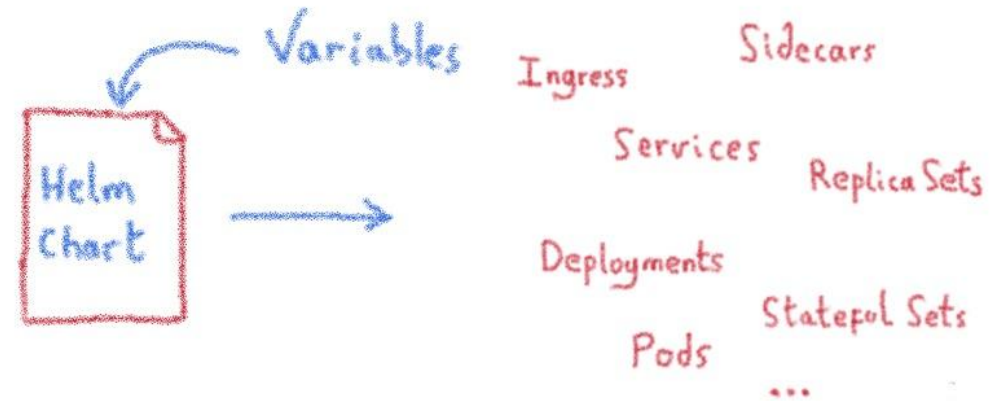 Variables
Helm
Chart
Ingress
Sidecars
Services
Replica Sets
Deployments
Stateful Sets
Pods
...